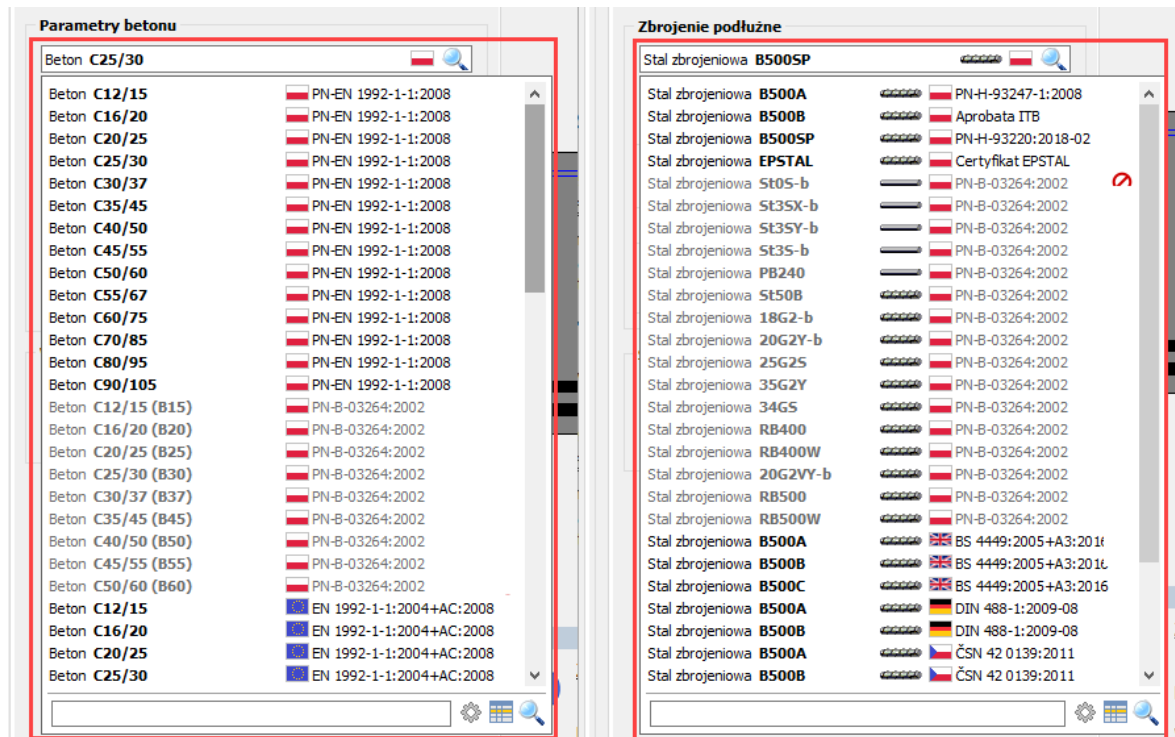 Parametry betonu
Beton C25/30
Beton C12/15 PN-EN 1992-1-1:2008
Beton C16/20 PN-EN 1992-1-1:2008
Beton C20/25 PN-EN 1992-1-1:2008
Beton C25/30 PN-EN 1992-1-1:2008
Beton C30/37 PN-EN 1992-1-1:2008
Beton C35/45 PN-EN 1992-1-1:2008
Beton C40/50 PN-EN 1992-1-1:2008
Beton C45/55 PN-EN 1992-1-1:2008
Beton C50/60 PN-EN 1992-1-1:2008
Beton C55/67 PN-EN 1992-1-1:2008
Beton C60/75 PN-EN 1992-1-1:2008
Beton C70/85 PN-EN 1992-1-1:2008
Beton C80/95 PN-EN 1992-1-1:2008
Beton C90/105 PN-EN 1992-1-1:2008
Beton C12/15 (B15) PN-B-03264:2002
Beton C16/20 (B20) PN-B-03264:2002
Beton C20/25 (B25) PN-B-03264:2002
Beton C25/30 (B30) PN-B-03264:2002
Beton C30/37 (B37) PN-B-03264:2002
Beton C35/45 (B45) PN-B-03264:2002
Beton C40/50 (B50) PN-B-03264:2002
Beton C45/55 (B55) PN-B-03264:2002
Beton C50/60 (B60) PN-B-03264:2002
Beton C12/15 EN 1992-1-1:2004+AC:2008
Beton C16/20 EN 1992-1-1:2004+AC:2008
Beton C20/25 EN 1992-1-1:2004+AC:2008
Beton C25/30 EN 1992-1-1:2004+AC:2008
Zbrojenie podłużne
Stal zbrojeniowa B500SP
Stal zbrojeniowa B500A PN-H-93247-1:2008
Stal zbrojeniowa B500B Aprobata ITB
Stal zbrojeniowa B500SP PN-H-93220:2018-02
Stal zbrojeniowa EPSTAL Certyfikat EPSTAL
Stal zbrojeniowa St0S-b PN-B-03264:2002
Stal zbrojeniowa St3SX-b PN-B-03264:2002
Stal zbrojeniowa St3SY-b PN-B-03264:2002
Stal zbrojeniowa St3S-b PN-B-03264:2002
Stal zbrojeniowa PB240 PN-B-03264:2002
Stal zbrojeniowa St50B PN-B-03264:2002
Stal zbrojeniowa 18G2-b PN-B-03264:2002
Stal zbrojeniowa 20G2Y-b PN-B-03264:2002
Stal zbrojeniowa 25G2S PN-B-03264:2002
Stal zbrojeniowa 35G2Y PN-B-03264:2002
Stal zbrojeniowa 34GS PN-B-03264:2002
Stal zbrojeniowa RB400 PN-B-03264:2002
Stal zbrojeniowa RB400W PN-B-03264:2002
Stal zbrojeniowa 20G2VY-b PN-B-03264:2002
Stal zbrojeniowa RB500 PN-B-03264:2002
Stal zbrojeniowa RB500W PN-B-03264:2002
Stal zbrojeniowa B500A BS 4449:2005+A3:2016
Stal zbrojeniowa B500B BS 4449:2005+A3:2016
Stal zbrojeniowa B500C BS 4449:2005+A3:2016
Stal zbrojeniowa B500A DIN 488-1:2009-08
Stal zbrojeniowa B500B DIN 488-1:2009-08
Stal zbrojeniowa B500A ČSN 42 0139:2011
Stal zbrojeniowa B500B ČSN 42 0139:2011